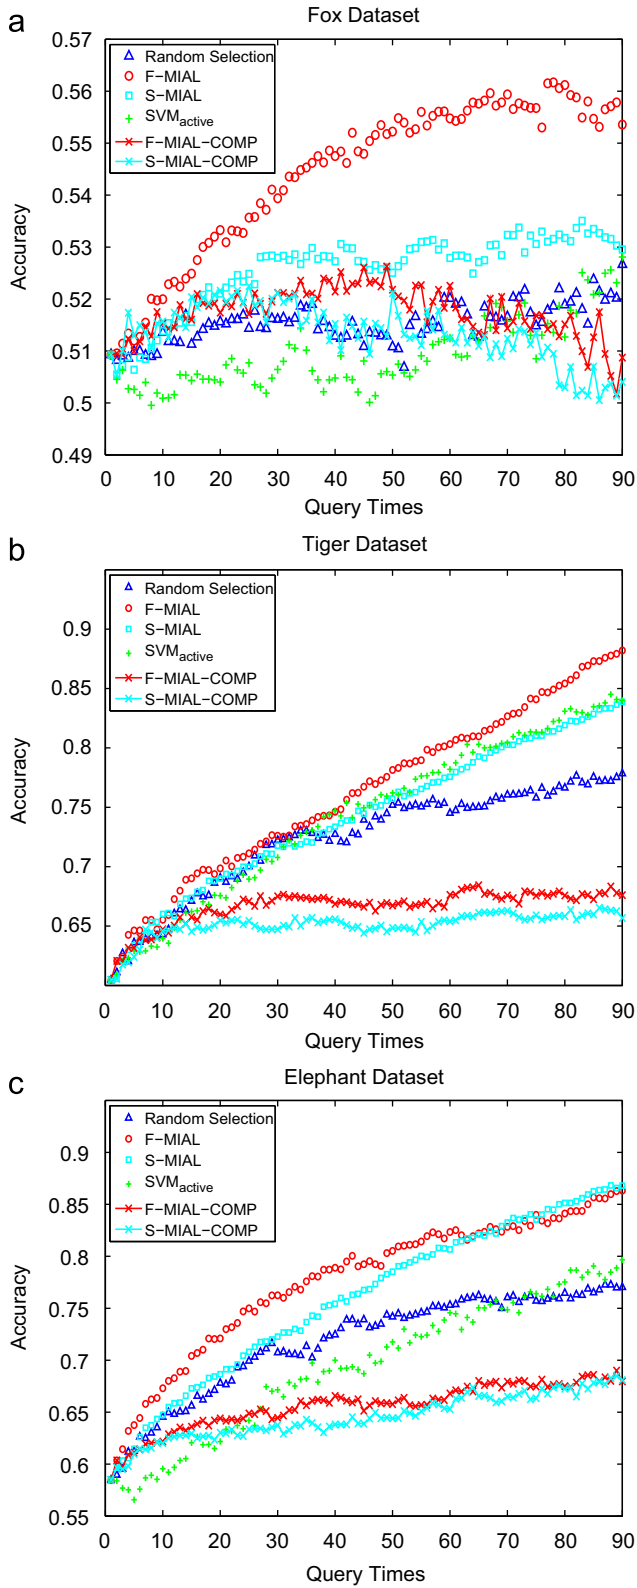 a
Fox Dataset
0.57
0.56
0.55
0.54
0.53
0.52
0.51
0.5
0.49
Accuracy
Random Selection
F−MIAL
S−MIAL
SVMactive
F−MIAL−COMP
S−MIAL−COMP
0 10 20 30 40 50 60 70 80 90
Query Times
b
Tiger Dataset
0.9
0.85
0.8
0.75
0.7
0.65
Accuracy
Random Selection
F−MIAL
S−MIAL
SVMactive
F−MIAL−COMP
S−MIAL−COMP
0 10 20 30 40 50 60 70 80 90
Query Times
c
Elephant Dataset
0.9
0.85
0.8
0.75
0.7
0.65
0.6
0.55
Accuracy
Random Selection
F−MIAL
S−MIAL
SVMactive
F−MIAL−COMP
S−MIAL−COMP
0 10 20 30 40 50 60 70 80 90
Query Times